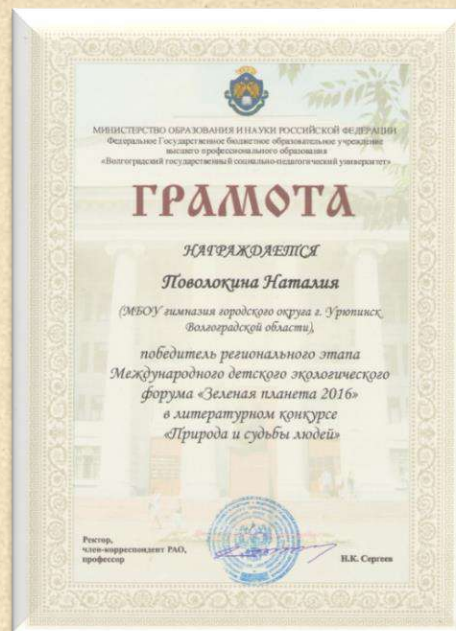 МИНИСТЕРСТВО ОБРАЗОВАНИЯ И НАУКИ РОССИЙСКОЙ ФЕДЕРАЦИИ
Федеральное Государственное бюджетное образовательное учреждение
высшего профессионального образования
«Волгоградский государственный социально-педагогический университет»
ГРАМОТА
НАГРАЖДАЕТСЯ
Поволокина Наталия
(МБОУ гимназия городского округа г. Урюпинск
Волгоградской области),
победитель регионального этапа
Международного детского экологического
форума «Зеленая планета 2016»
в литературном конкурсе
«Природа и судьбы людей»
Ректор,
член-корреспондент РАО,
профессор
Н.К. Сергеев